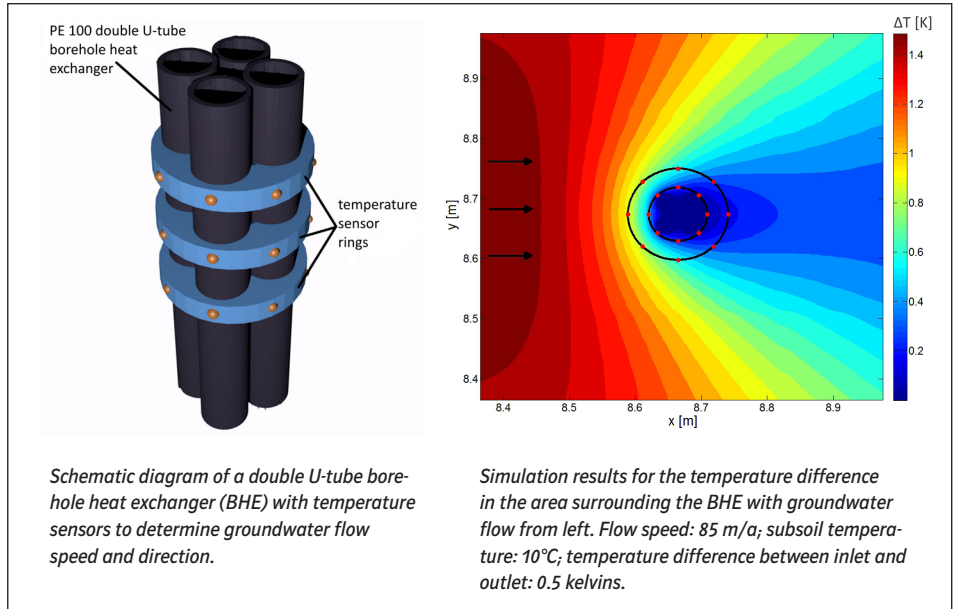 PE 100 double U-tube
borehole heat
exchanger
temperature
sensor
rings
ΔT [K]
8.9
8.8
8.7
8.6
8.5
8.4
y [m]
8.4 8.5 8.6 8.7 8.8 8.9
x [m]
1.4
1.2
1
0.8
0.6
0.4
0.2
Schematic diagram of a double U-tube bore-
hole heat exchanger (BHE) with temperature
sensors to determine groundwater flow
speed and direction.
Simulation results for the temperature difference
in the area surrounding the BHE with groundwater
flow from left. Flow speed: 85 m/a; subsoil tempera-
ture: 10°C; temperature difference between inlet and
outlet: 0.5 kelvins.